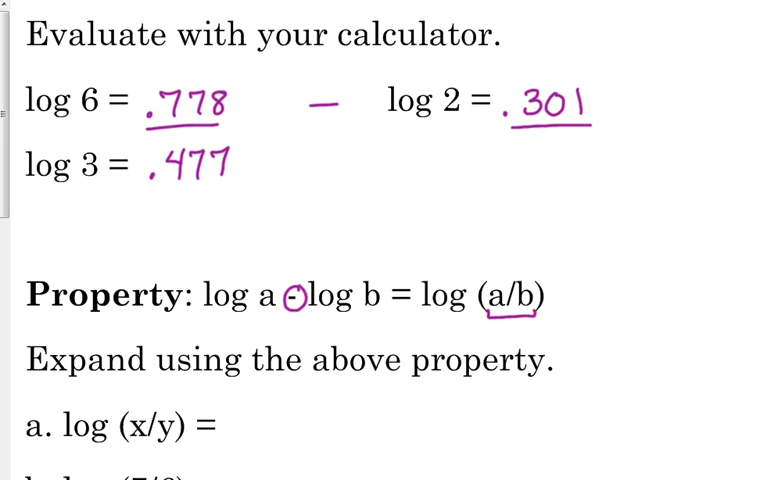 Evaluate with your calculator.
log 6 = .778 − log 2 = .301
log 3 = .477
Property: log a - log b = log (a/b)
Expand using the above property.
a. log (x/y) =